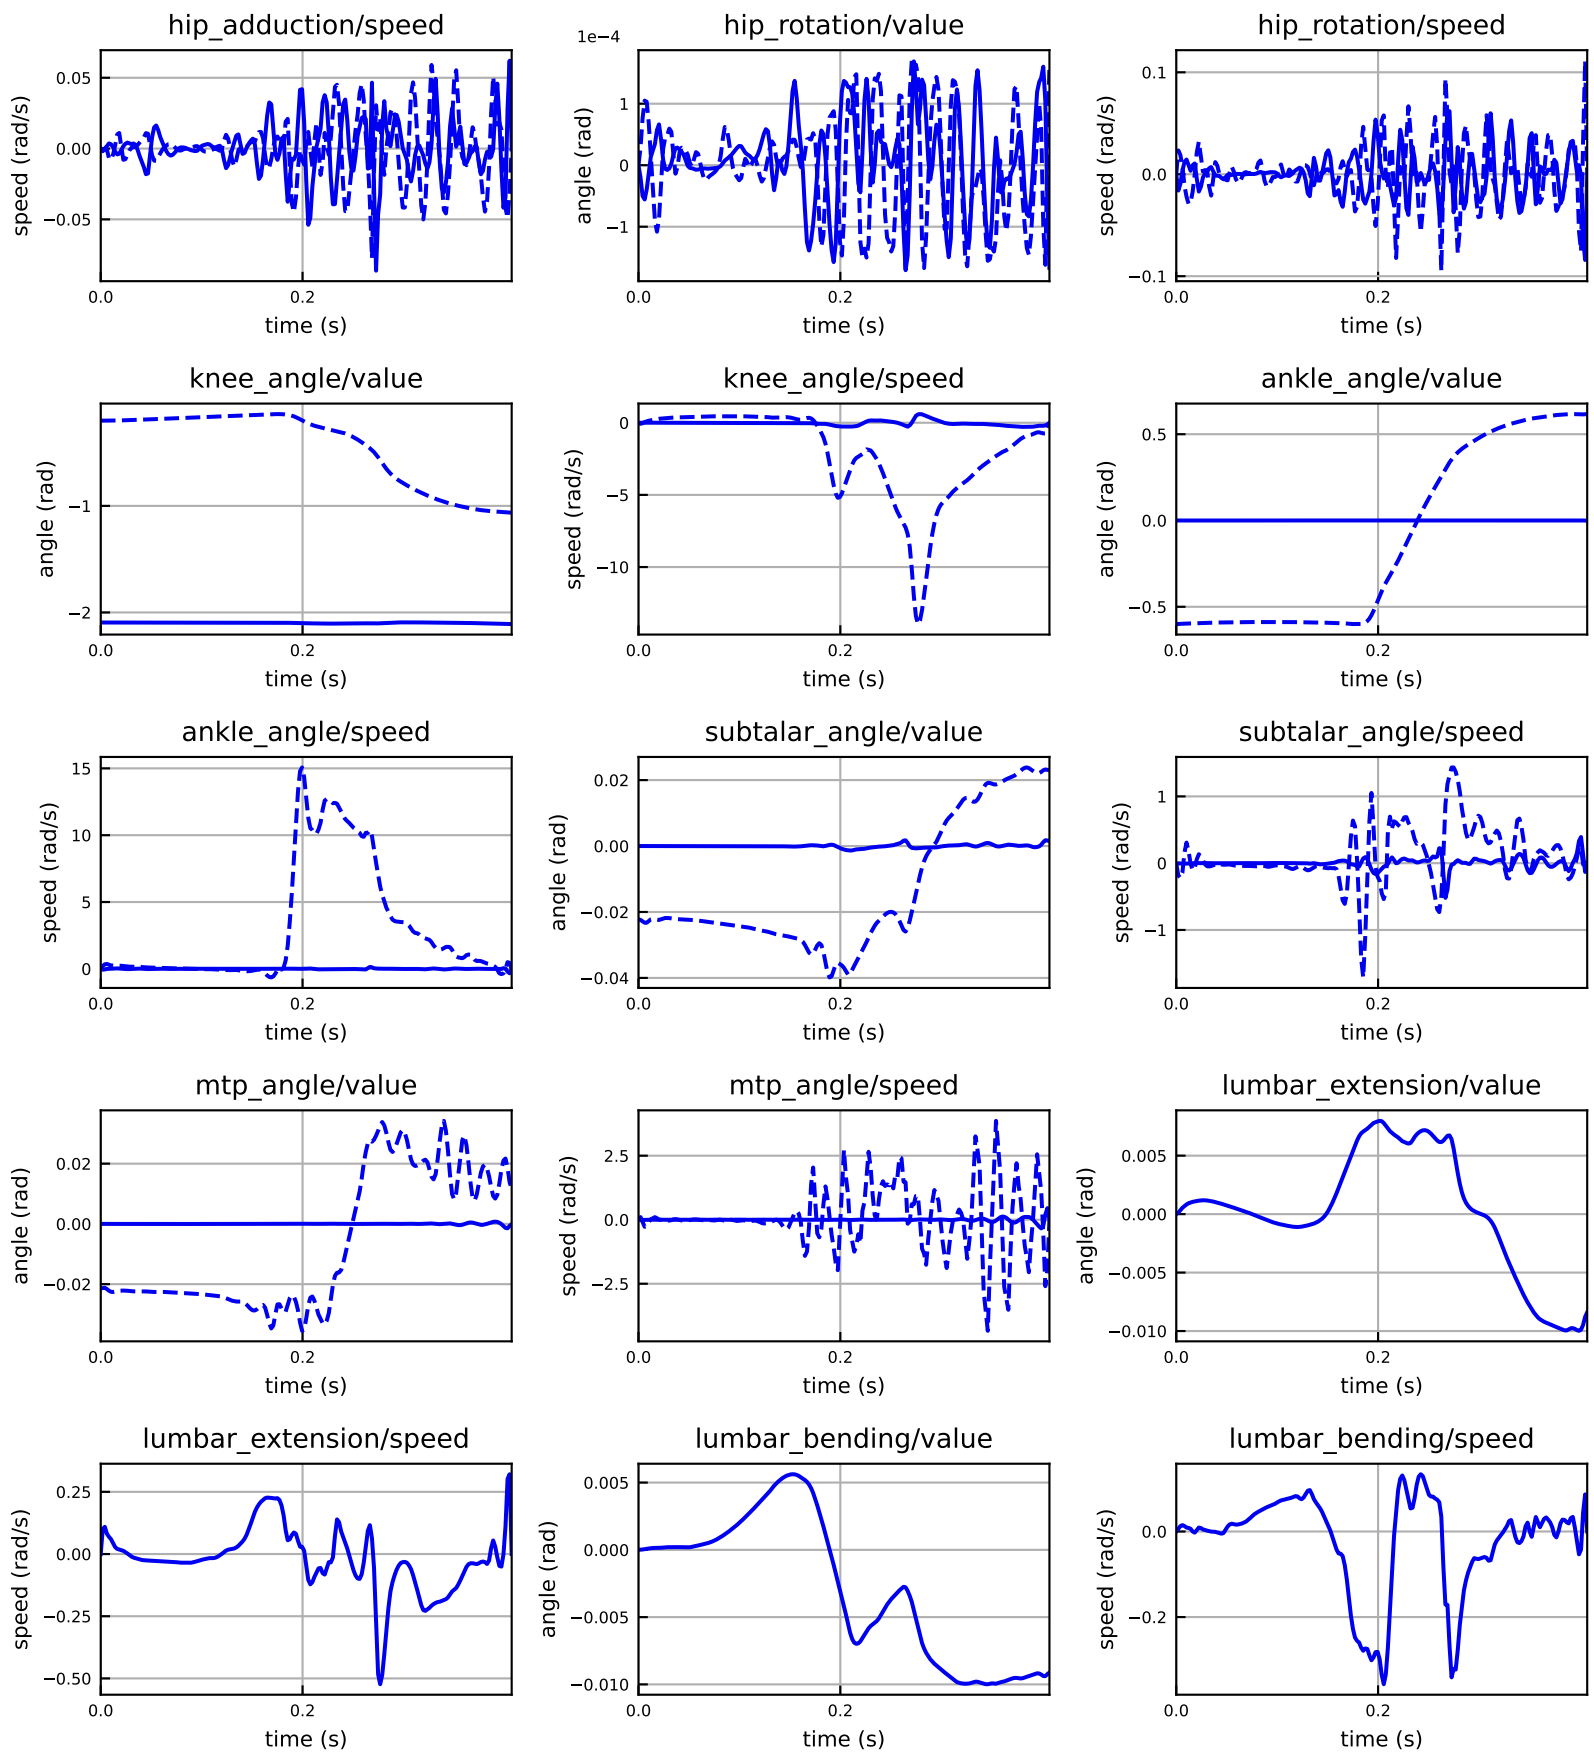 hip_adduction/speed
speed (rad/s)
0.05
0.00
−0.05
0.0
0.2
time (s)
hip_rotation/value
1e−4
angle (rad)
1
0
−1
0.0
0.2
time (s)
hip_rotation/speed
speed (rad/s)
0.1
0.0
−0.1
0.0
0.2
time (s)
knee_angle/value
angle (rad)
−1
−2
0.0
0.2
time (s)
knee_angle/speed
speed (rad/s)
0
−5
−10
0.0
0.2
time (s)
ankle_angle/value
angle (rad)
0.5
0.0
−0.5
0.0
0.2
time (s)
ankle_angle/speed
speed (rad/s)
15
10
5
0
0.0
0.2
time (s)
subtalar_angle/value
angle (rad)
0.02
0.00
−0.02
−0.04
0.0
0.2
time (s)
subtalar_angle/speed
speed (rad/s)
1
0
−1
0.0
0.2
time (s)
mtp_angle/value
angle (rad)
0.02
0.00
−0.02
0.0
0.2
time (s)
mtp_angle/speed
speed (rad/s)
2.5
0.0
−2.5
0.0
0.2
time (s)
lumbar_extension/value
angle (rad)
0.005
0.000
−0.005
−0.010
0.0
0.2
time (s)
lumbar_extension/speed
speed (rad/s)
0.25
0.00
−0.25
−0.50
0.0
0.2
time (s)
lumbar_bending/value
angle (rad)
0.005
0.000
−0.005
−0.010
0.0
0.2
time (s)
lumbar_bending/speed
speed (rad/s)
0.0
−0.2
0.0
0.2
time (s)